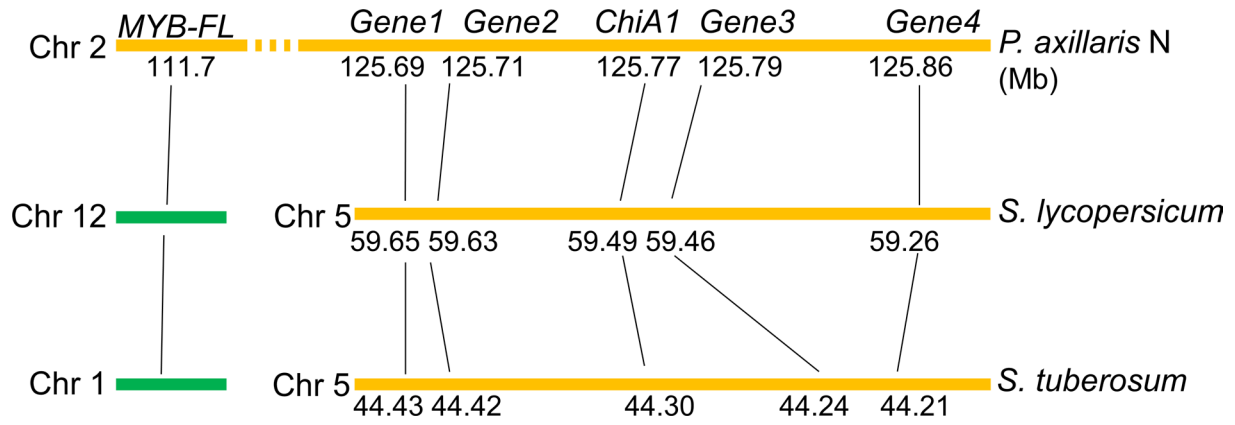 MYB-FL Gene1 Gene2 ChiA1 Gene3 Gene4
Chr 2 P. axillaris N
111.7 125.69 125.71 125.77 125.79 125.86 (Mb)
Chr 12 Chr 5 S. lycopersicum
59.65 59.63 59.49 59.46 59.26
Chr 1 Chr 5 S. tuberosum
44.43 44.42 44.30 44.24 44.21